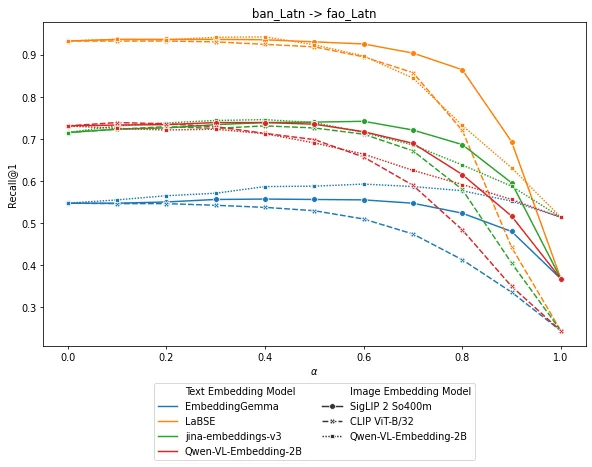 ban_Latn -> fao_Latn
Recall@1
0.9
0.8
0.7
0.6
0.5
0.4
0.3
0.0
0.2
0.4
0.6
0.8
1.0
α
Text Embedding Model
EmbeddingGemma
LaBSE
jina-embeddings-v3
Qwen-VL-Embedding-2B
Image Embedding Model
SigLIP 2 So400m
CLIP ViT-B/32
Qwen-VL-Embedding-2B